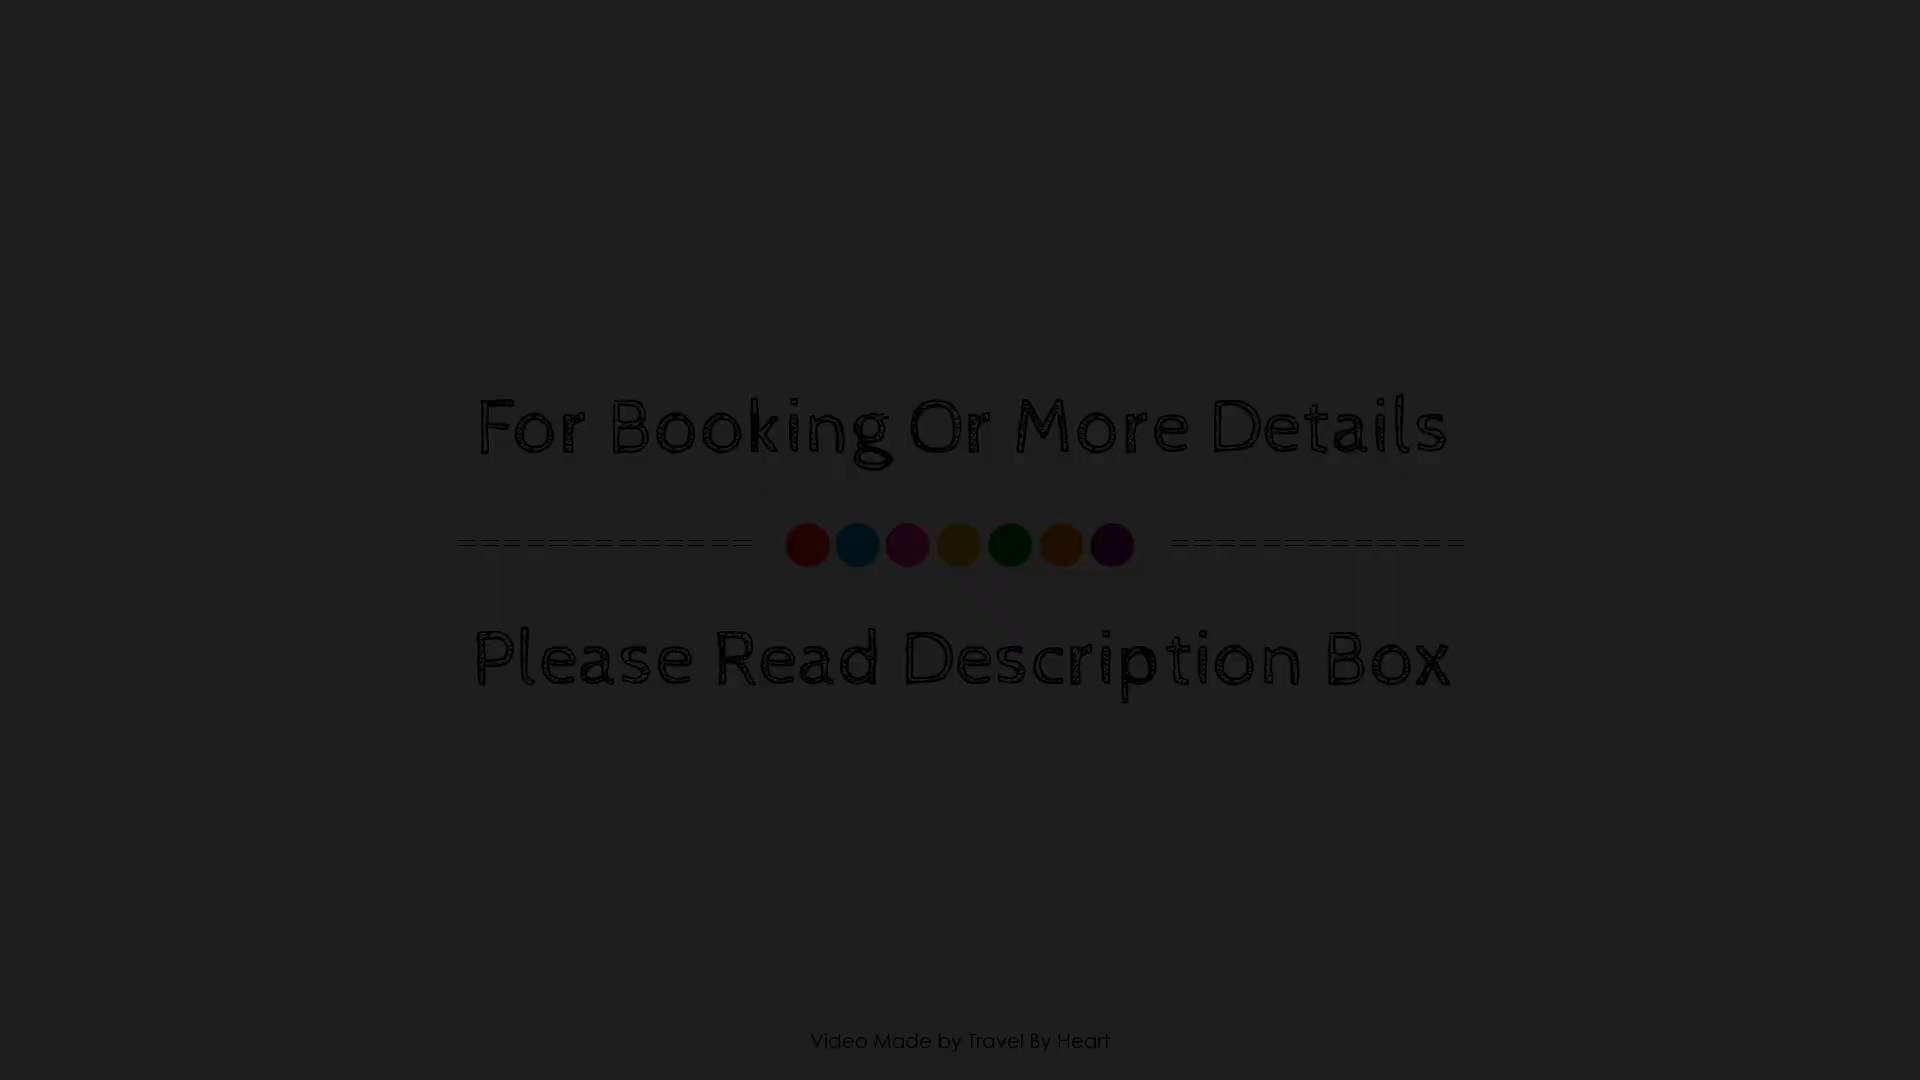 For Booking Or More Details
============= =============
Please Read Description Box
Video Made by Travel By Heart